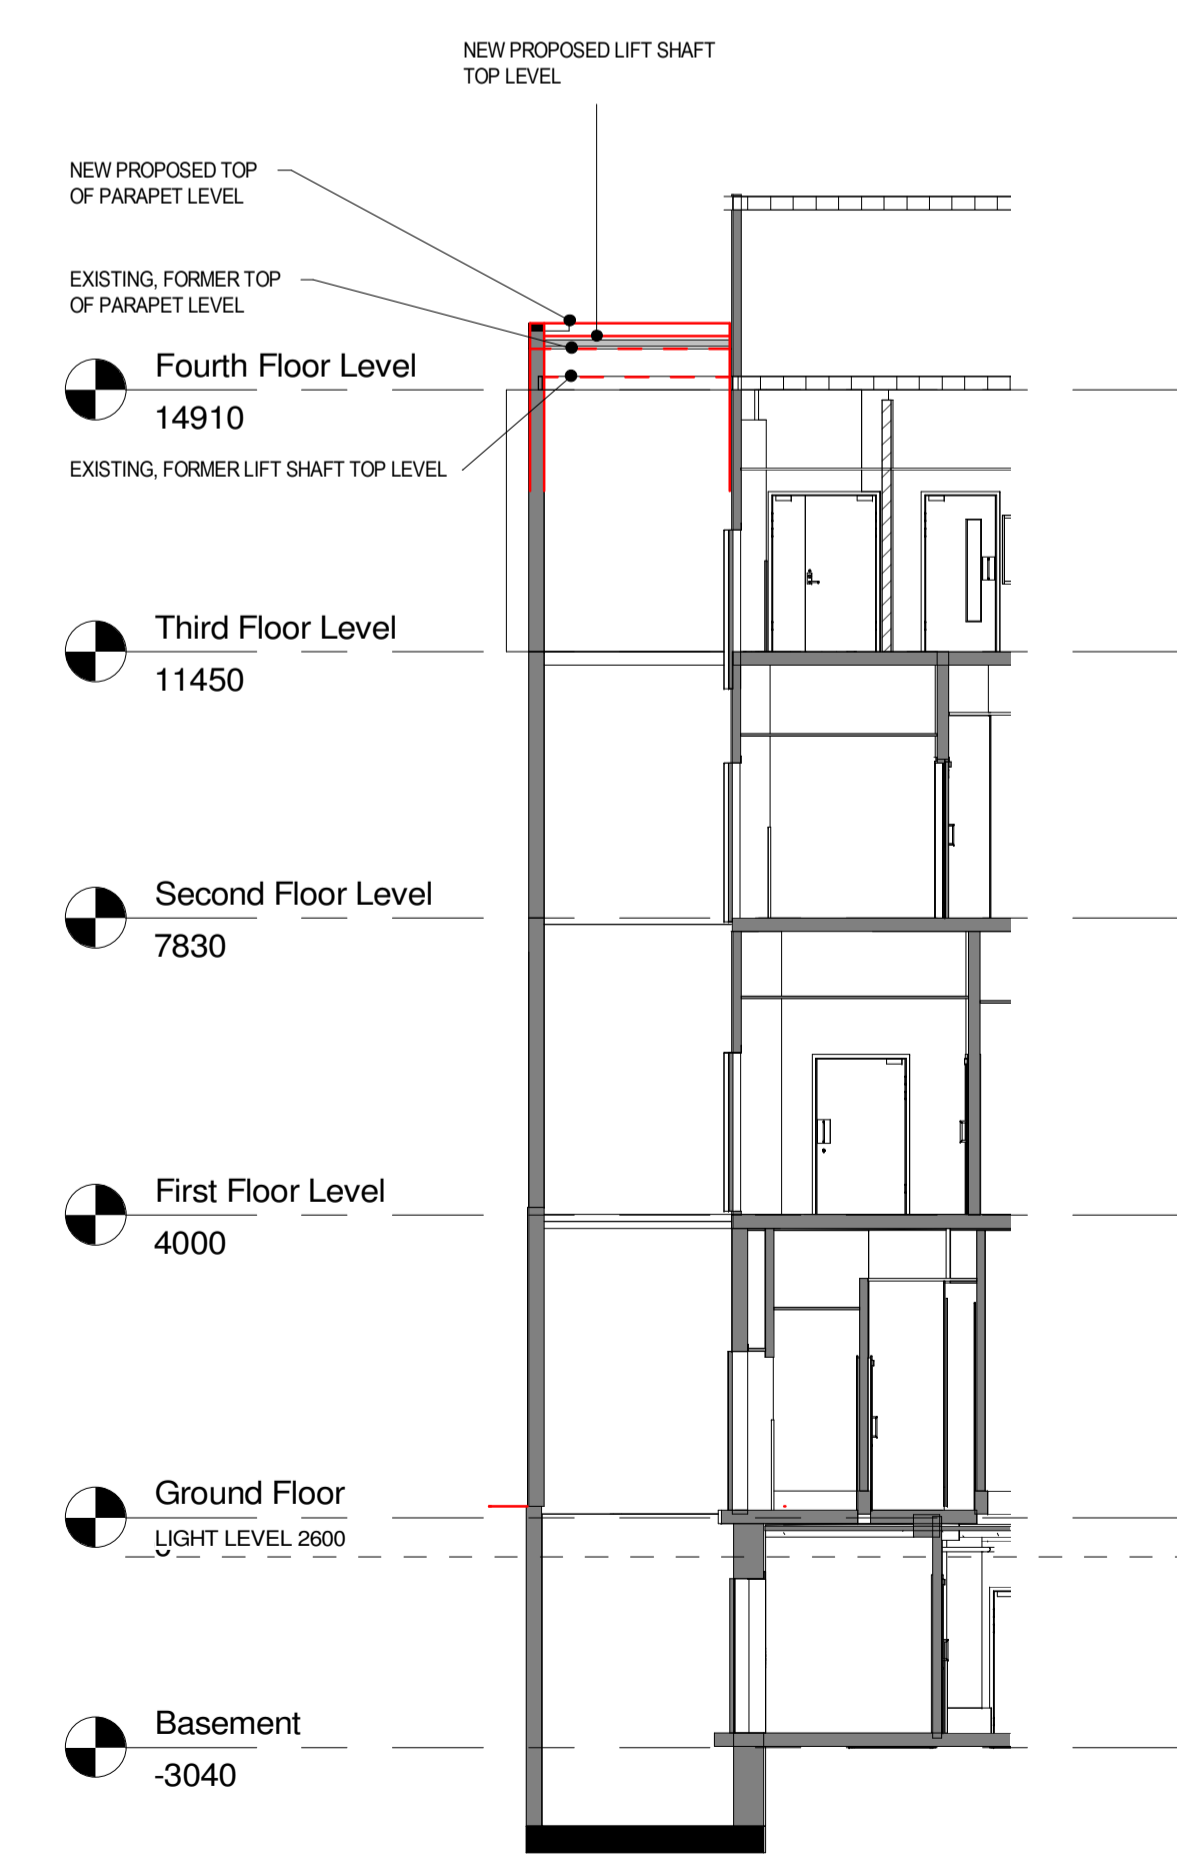 NEW PROPOSED LIFT SHAFT
TOP LEVEL
NEW PROPOSED TOP
OF PARAPET LEVEL
EXISTING, FORMER TOP
OF PARAPET LEVEL
Fourth Floor Level
14910
EXISTING, FORMER LIFT SHAFT TOP LEVEL
Third Floor Level
11450
Second Floor Level
7830
First Floor Level
4000
Ground Floor
LIGHT LEVEL 2600
Basement
-3040